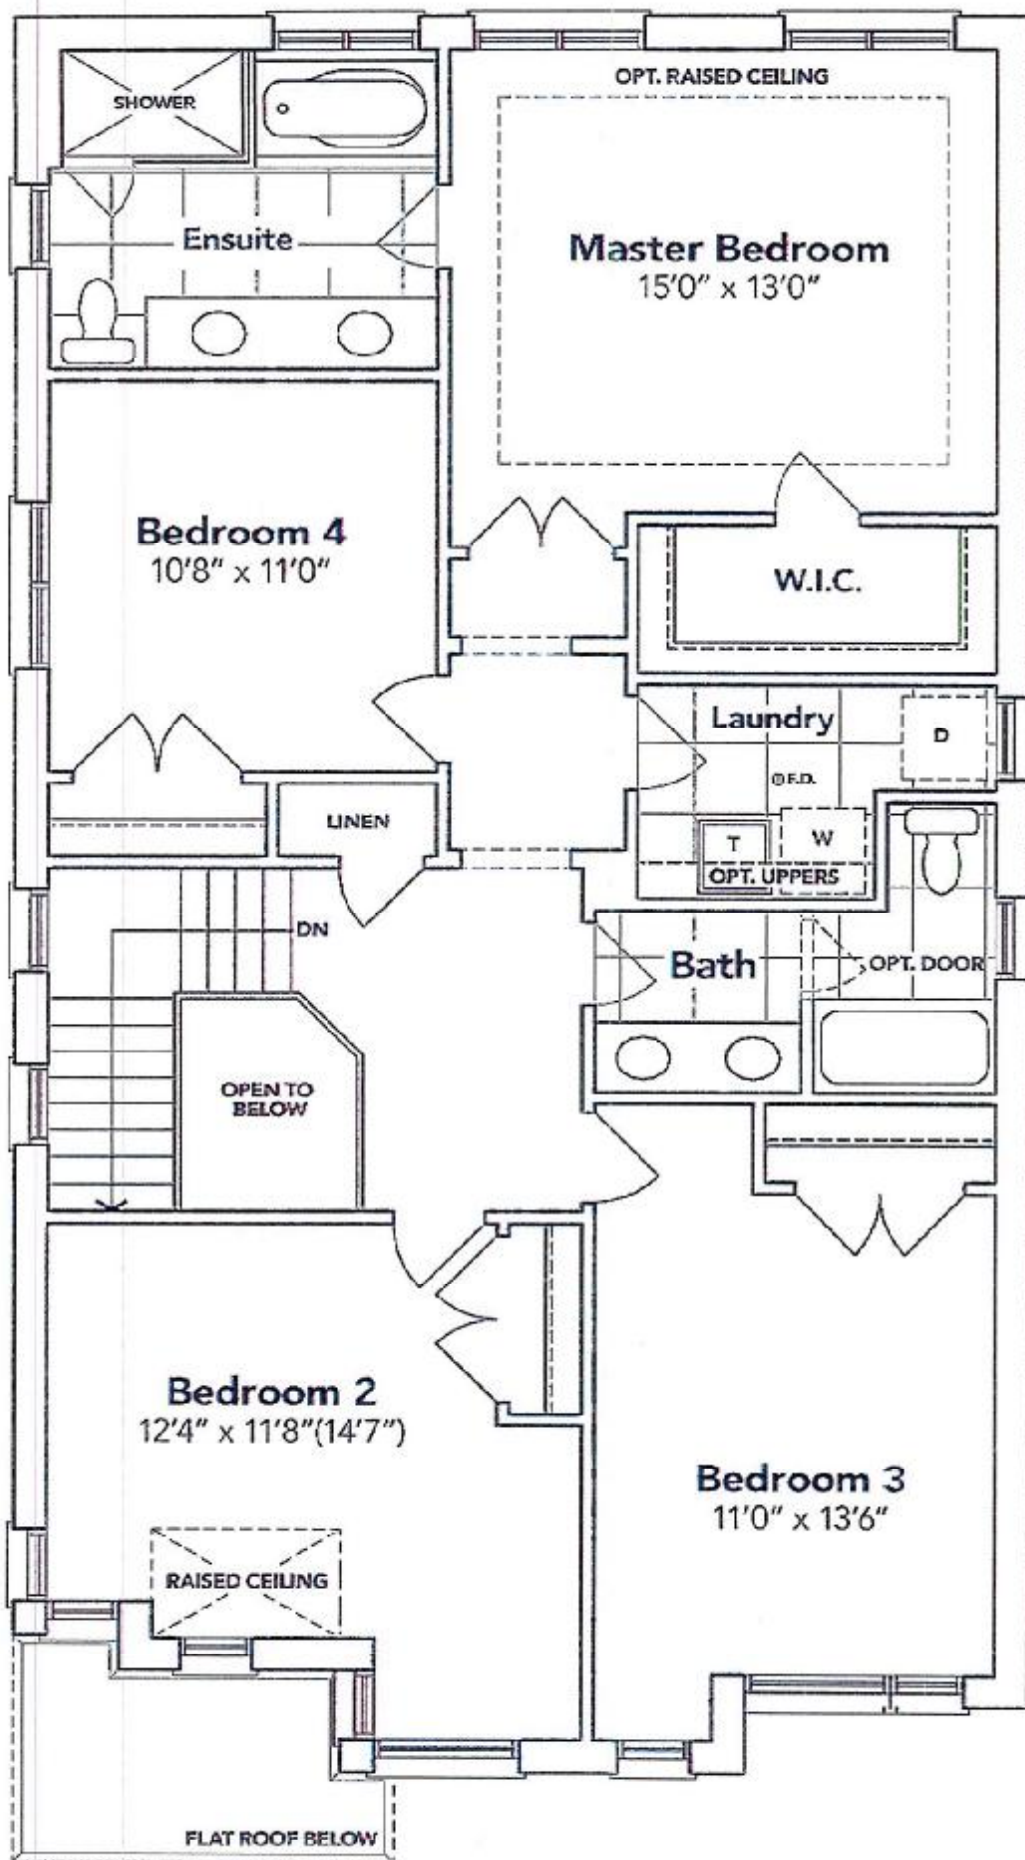 OPT. RAISED CEILING
SHOWER
Ensuite
Master Bedroom
15'0" x 13'0"
Bedroom 4
10'8" x 11'0"
W.I.C.
Laundry
D
F.D.
LINEN
T
W
OPT. UPPERS
DN
Bath
OPT. DOOR
OPEN TO
BELOW
Bedroom 2
12'4" x 11'8"(14'7")
Bedroom 3
11'0" x 13'6"
RAISED CEILING
FLAT ROOF BELOW